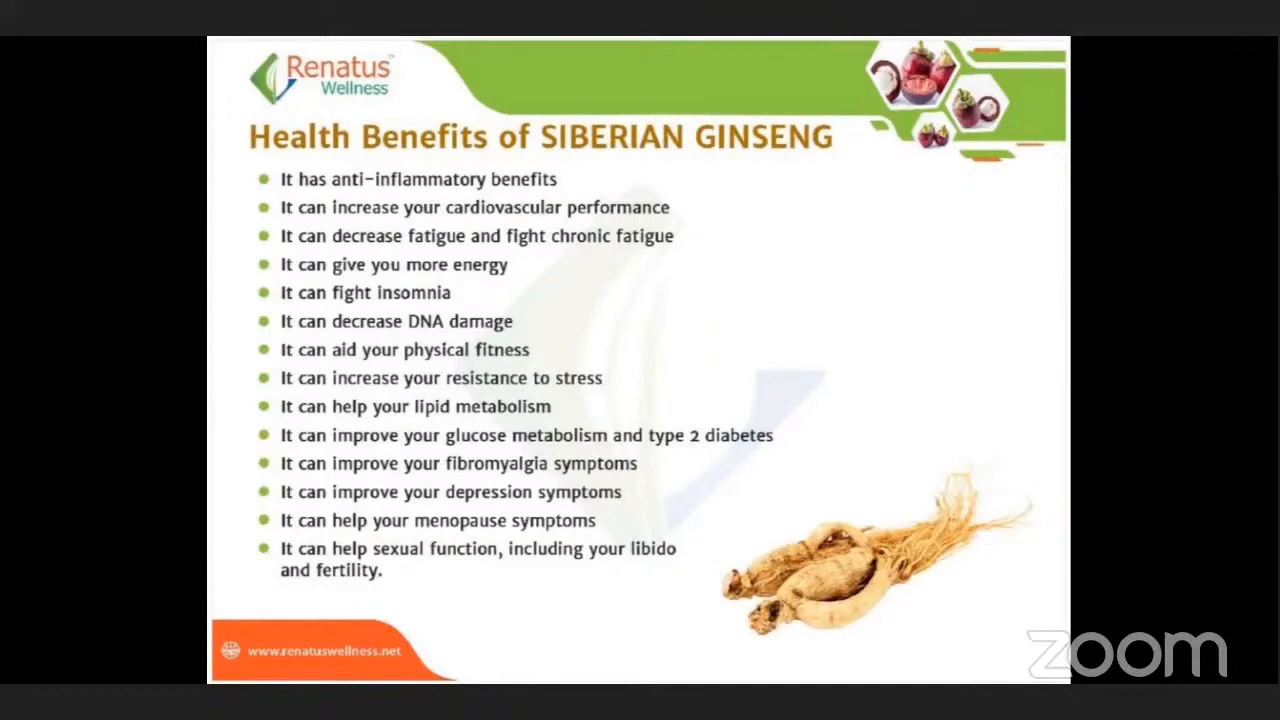 Renatus
Wellness
Health Benefits of SIBERIAN GINSENG
It has anti-inflammatory benefits
It can increase your cardiovascular performance
It can decrease fatigue and fight chronic fatigue
It can give you more energy
It can fight insomnia
It can decrease DNA damage
It can aid your physical fitness
It can increase your resistance to stress
It can help your lipid metabolism
It can improve your glucose metabolism and type 2 diabetes
It can improve your fibromyalgia symptoms
It can improve your depression symptoms
It can help your menopause symptoms
It can help sexual function, including your libido
and fertility.
www.renatuswellness.net
zoom